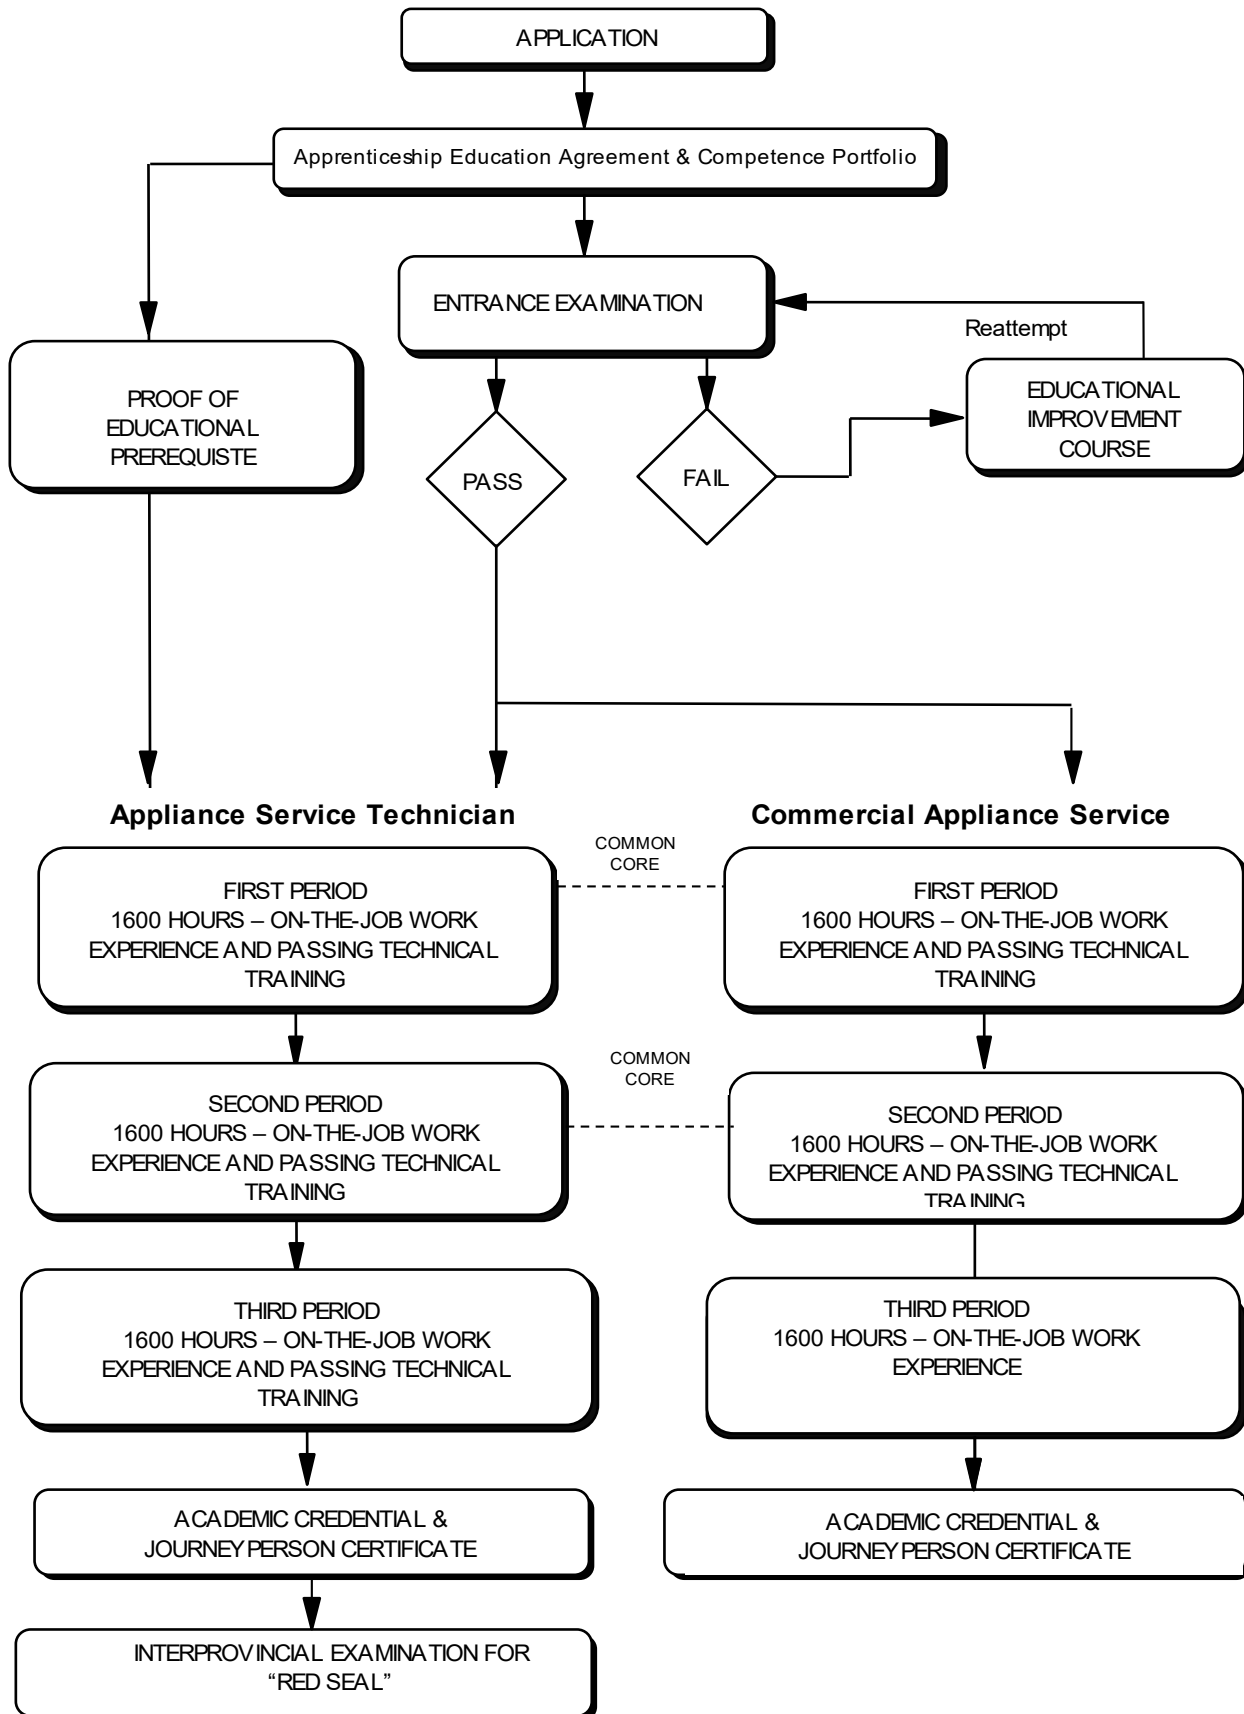 APPLICATION
Apprenticeship Education Agreement & Competence Portfolio
ENTRANCE EXAMINATION
Reattempt
PROOF OF
EDUCATIONAL
PREREQUISTE
EDUCATIONAL
IMPROVEMENT
COURSE
PASS
FAIL
Appliance Service Technician
Commercial Appliance Service
COMMON
CORE
FIRST PERIOD
1600 HOURS – ON-THE-JOB WORK
EXPERIENCE AND PASSING TECHNICAL
TRAINING
FIRST PERIOD
1600 HOURS – ON-THE-JOB WORK
EXPERIENCE AND PASSING TECHNICAL
TRAINING
COMMON
CORE
SECOND PERIOD
1600 HOURS – ON-THE-JOB WORK
EXPERIENCE AND PASSING TECHNICAL
TRAINING
SECOND PERIOD
1600 HOURS – ON-THE-JOB WORK
EXPERIENCE AND PASSING TECHNICAL
TRAINING
THIRD PERIOD
1600 HOURS – ON-THE-JOB WORK
EXPERIENCE AND PASSING TECHNICAL
TRAINING
THIRD PERIOD
1600 HOURS – ON-THE-JOB WORK
EXPERIENCE
ACADEMIC CREDENTIAL &
JOURNEYPERSON CERTIFICATE
ACADEMIC CREDENTIAL &
JOURNEYPERSON CERTIFICATE
INTERPROVINCIAL EXAMINATION FOR
“RED SEAL”